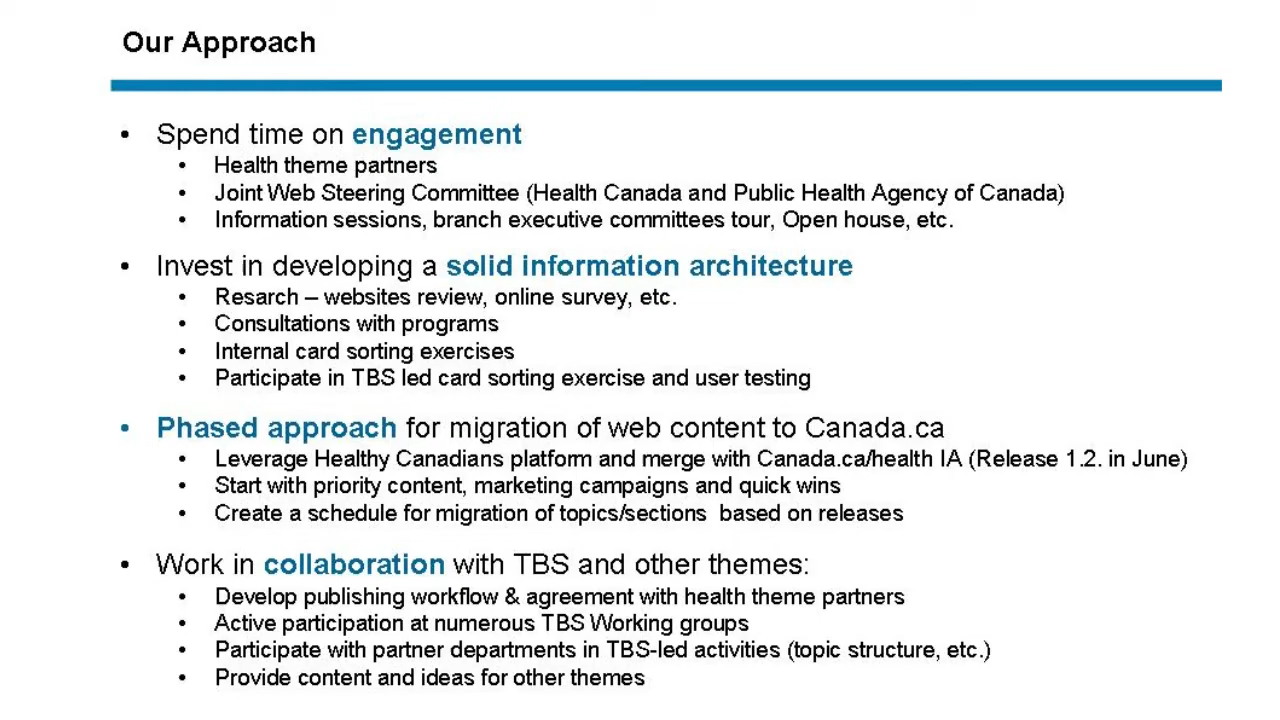 Our Approach
• Spend time on engagement
• Health theme partners
• Joint Web Steering Committee (Health Canada and Public Health Agency of Canada)
• Information sessions, branch executive committees tour, Open house, etc.
• Invest in developing a solid information architecture
• Resarch – websites review, online survey, etc.
• Consultations with programs
• Internal card sorting exercises
• Participate in TBS led card sorting exercise and user testing
• Phased approach for migration of web content to Canada.ca
• Leverage Healthy Canadians platform and merge with Canada.ca/health IA (Release 1.2. in June)
• Start with priority content, marketing campaigns and quick wins
• Create a schedule for migration of topics/sections  based on releases
• Work in collaboration with TBS and other themes:
• Develop publishing workflow & agreement with health theme partners
• Active participation at numerous TBS Working groups
• Participate with partner departments in TBS-led activities (topic structure, etc.)
• Provide content and ideas for other themes